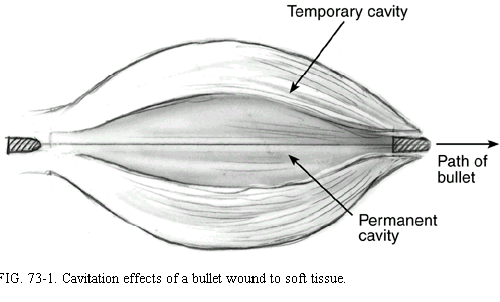 Temporary cavity
Path of
bullet
Permanent
cavity
FIG. 73-1. Cavitation effects of a bullet wound to soft tissue.